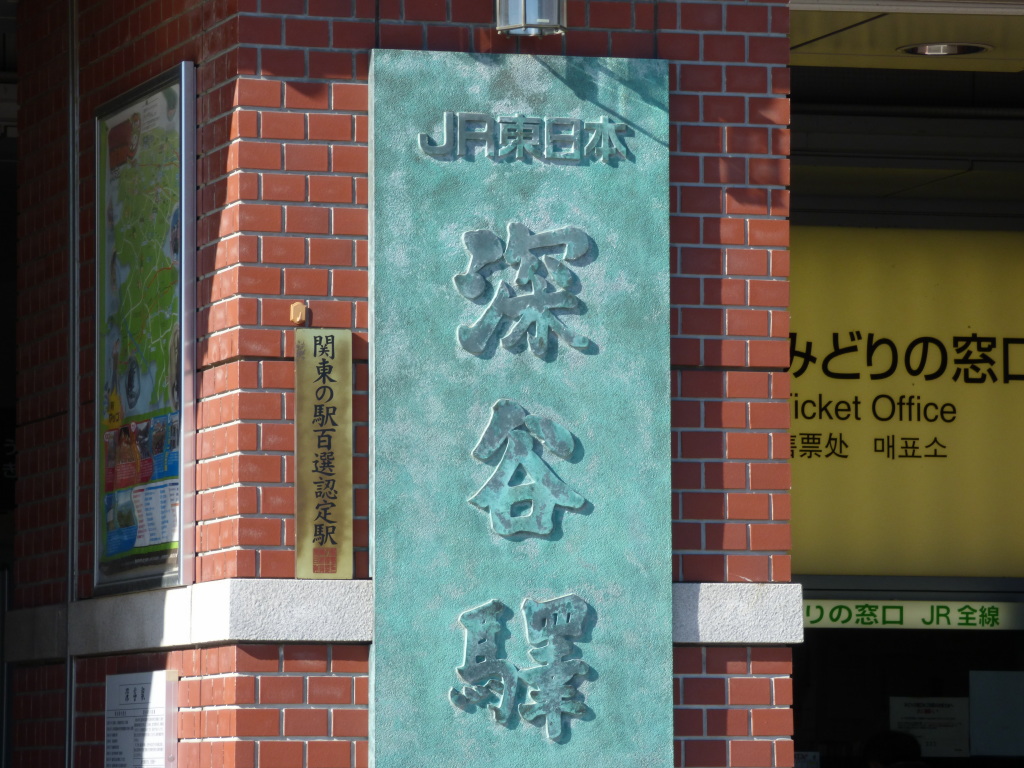 JR東日本
深谷驛
関東の駅百選認定駅
みどりの窓口
Ticket Office
售票处 매표소
りの窓口 JR全線